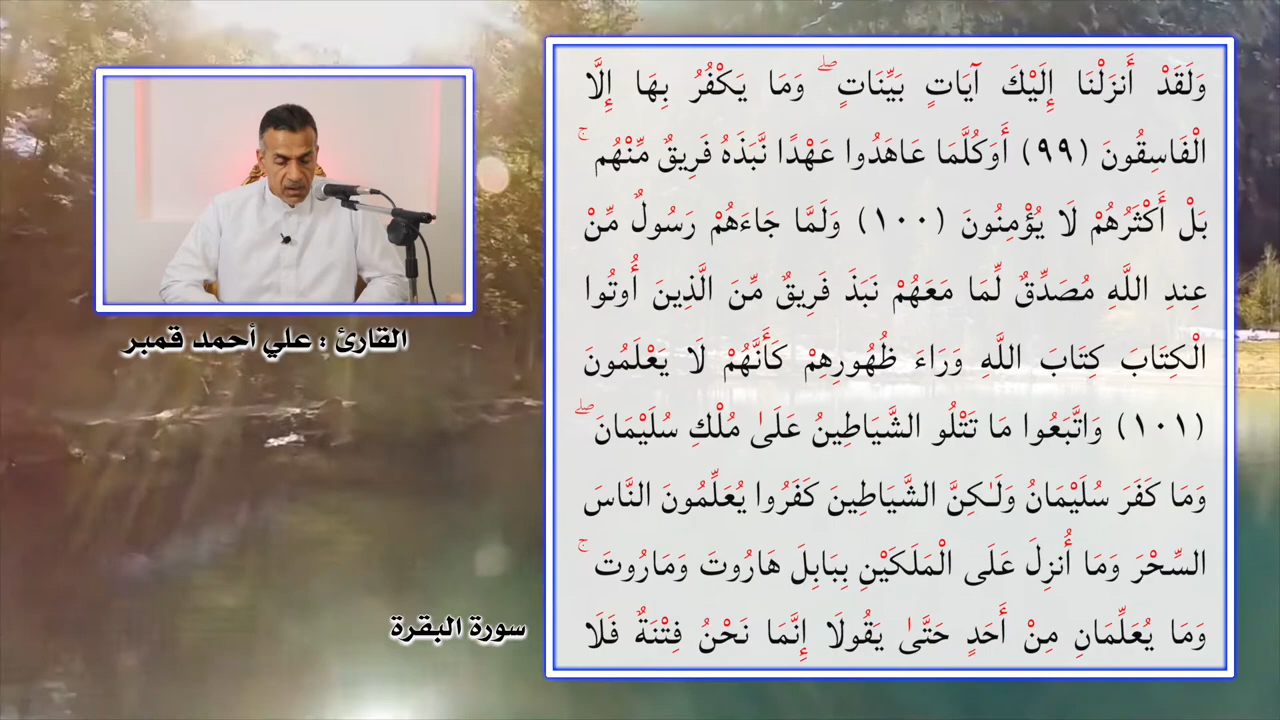 وَلَقَدْ أَنزَلْنَا إِلَيْكَ آيَاتٍ بَيِّنَاتٍ ۖ وَمَا يَكْفُرُ بِهَا إِلَّا
الْفَاسِقُونَ (٩٩) أَوَكُلَّمَا عَاهَدُوا عَهْدًا نَّبَذَهُ فَرِيقٌ مِّنْهُم ۚ
بَلْ أَكْثَرُهُمْ لَا يُؤْمِنُونَ (١٠٠) وَلَمَّا جَاءَهُمْ رَسُولٌ مِّنْ
عِندِ اللَّهِ مُصَدِّقٌ لِّمَا مَعَهُمْ نَبَذَ فَرِيقٌ مِّنَ الَّذِينَ أُوتُوا
الْكِتَابَ كِتَابَ اللَّهِ وَرَاءَ ظُهُورِهِمْ كَأَنَّهُمْ لَا يَعْلَمُونَ
(١٠١) وَاتَّبَعُوا مَا تَتْلُو الشَّيَاطِينُ عَلَىٰ مُلْكِ سُلَيْمَانَ ۖ
وَمَا كَفَرَ سُلَيْمَانُ وَلَٰكِنَّ الشَّيَاطِينَ كَفَرُوا يُعَلِّمُونَ النَّاسَ
السِّحْرَ وَمَا أُنزِلَ عَلَى الْمَلَكَيْنِ بِبَابِلَ هَارُوتَ وَمَارُوتَ ۚ
وَمَا يُعَلِّمَانِ مِنْ أَحَدٍ حَتَّىٰ يَقُولَا إِنَّمَا نَحْنُ فِتْنَةٌ فَلَا
القارئ : علي أحمد قمبر
سورة البقرة